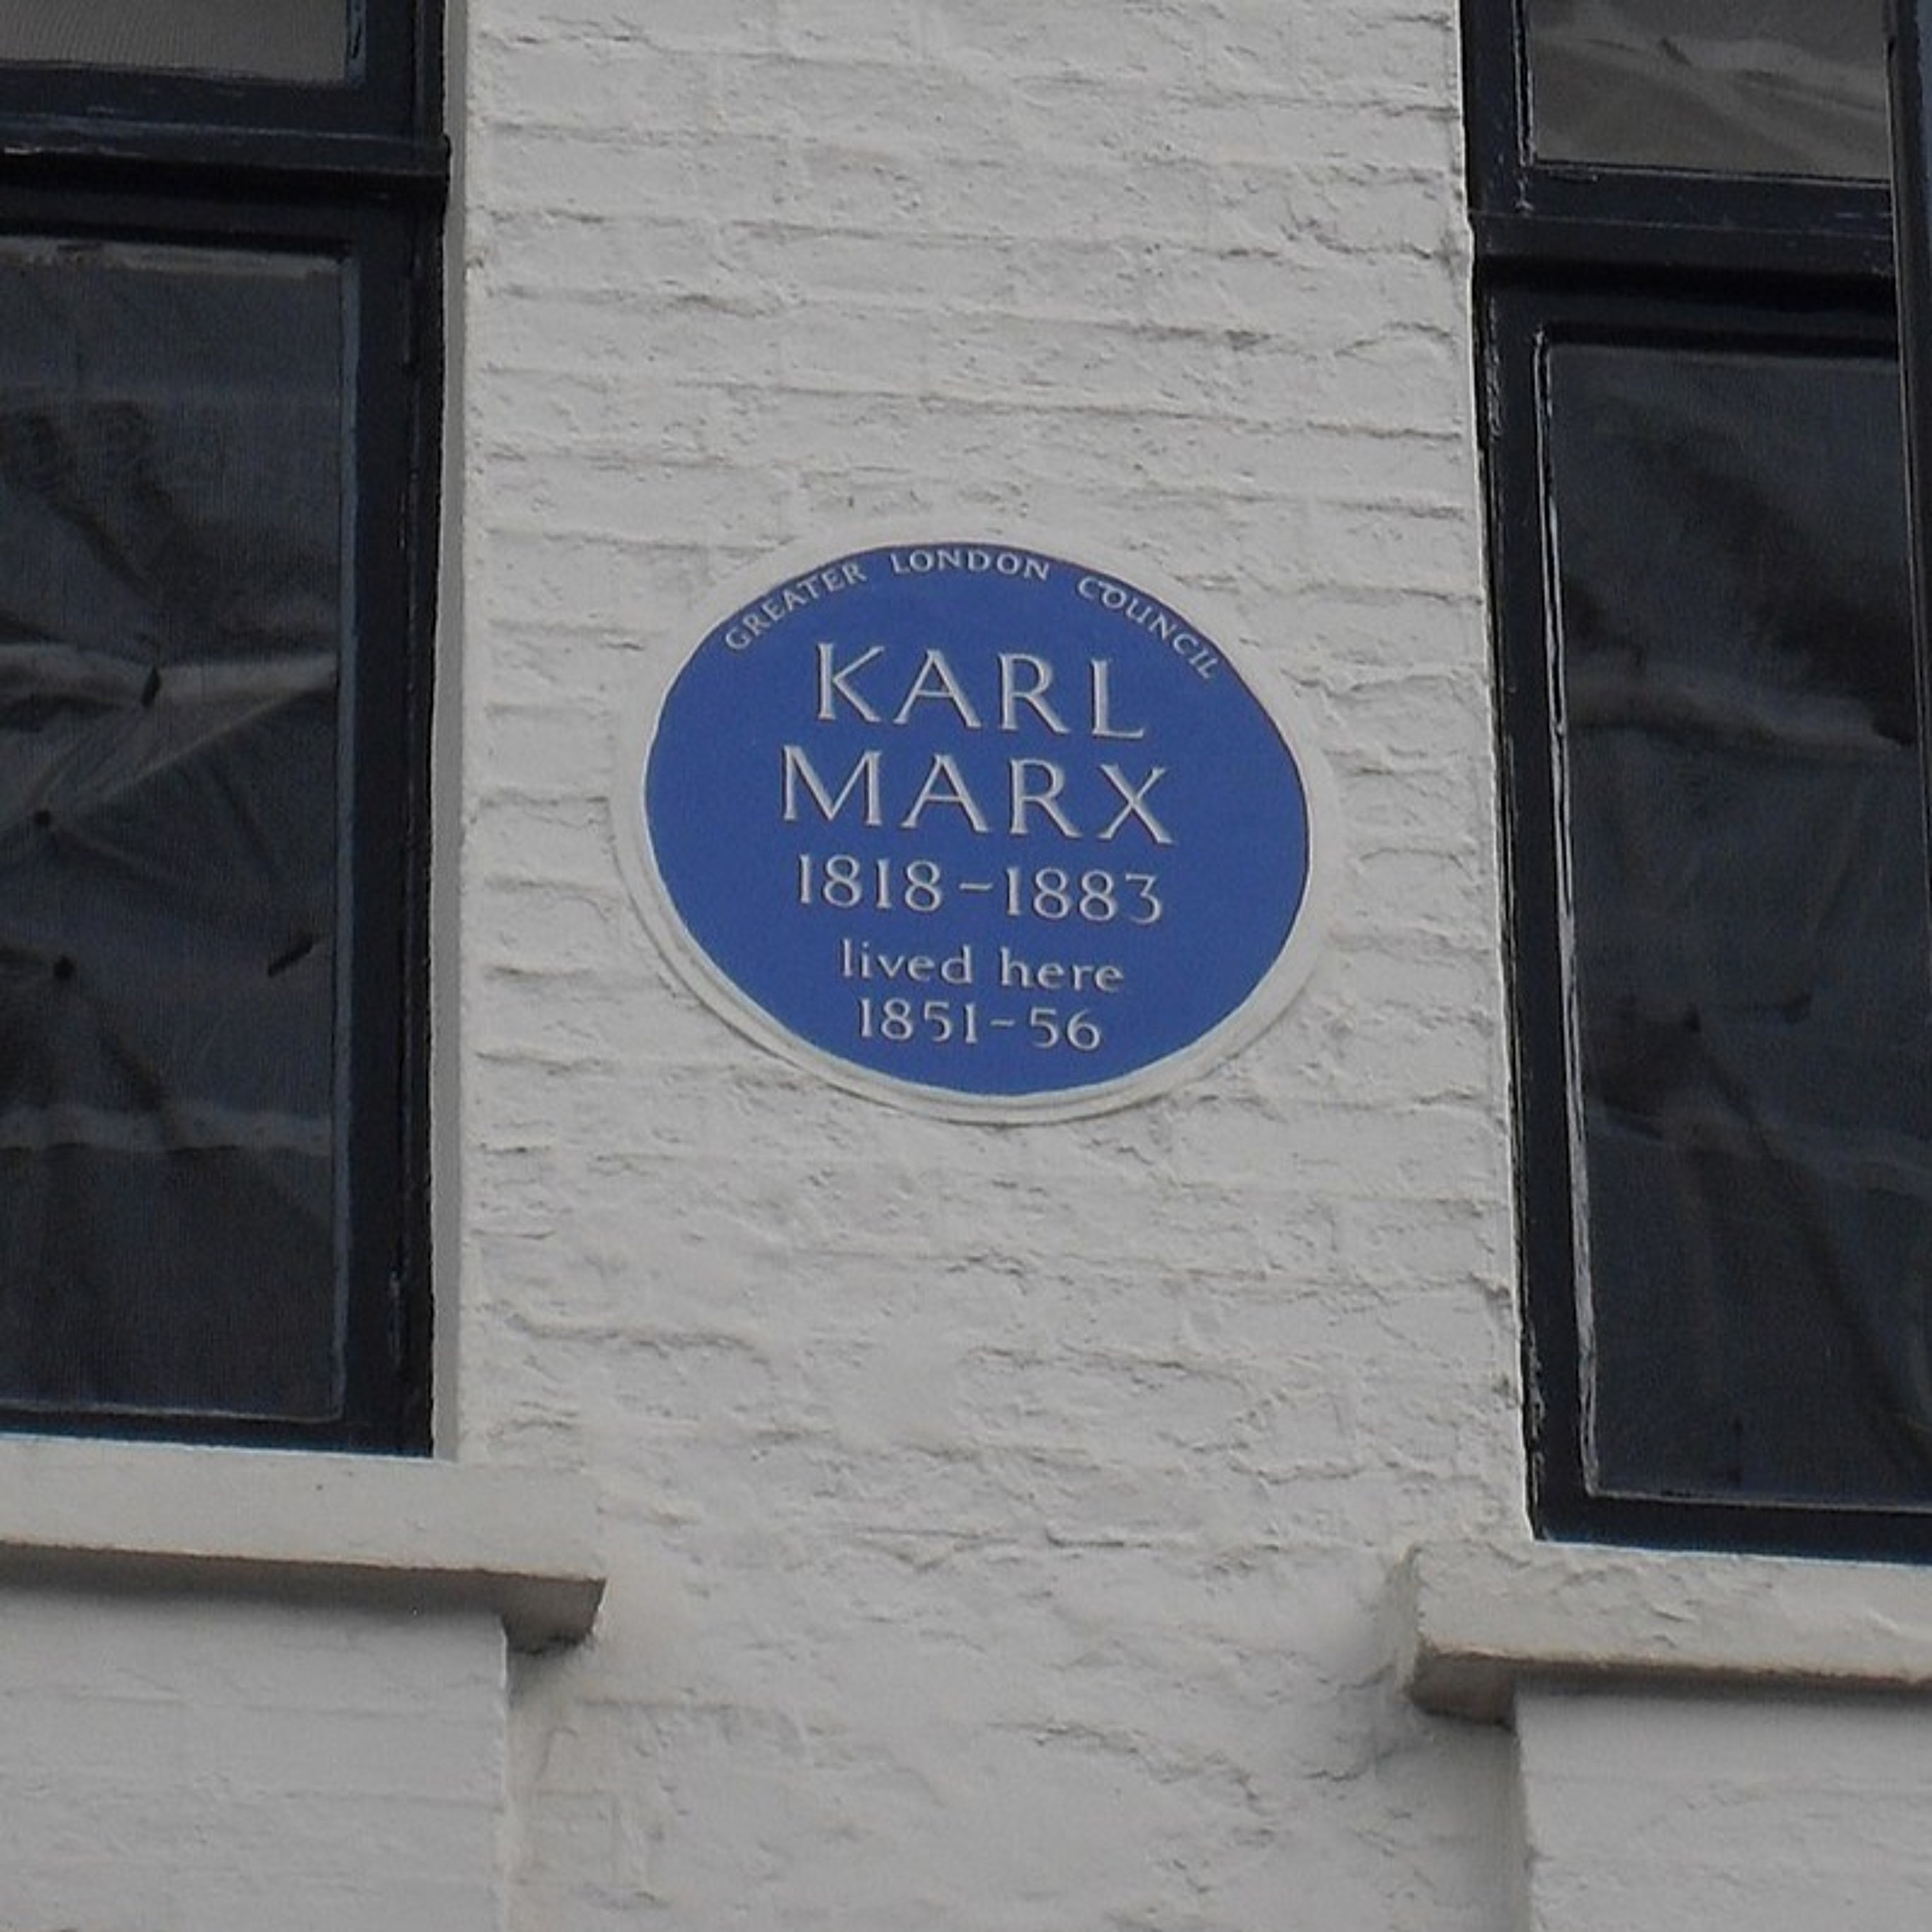 GREATER LONDON COUNCIL
KARL
MARX
1818-1883
lived here
1851-56